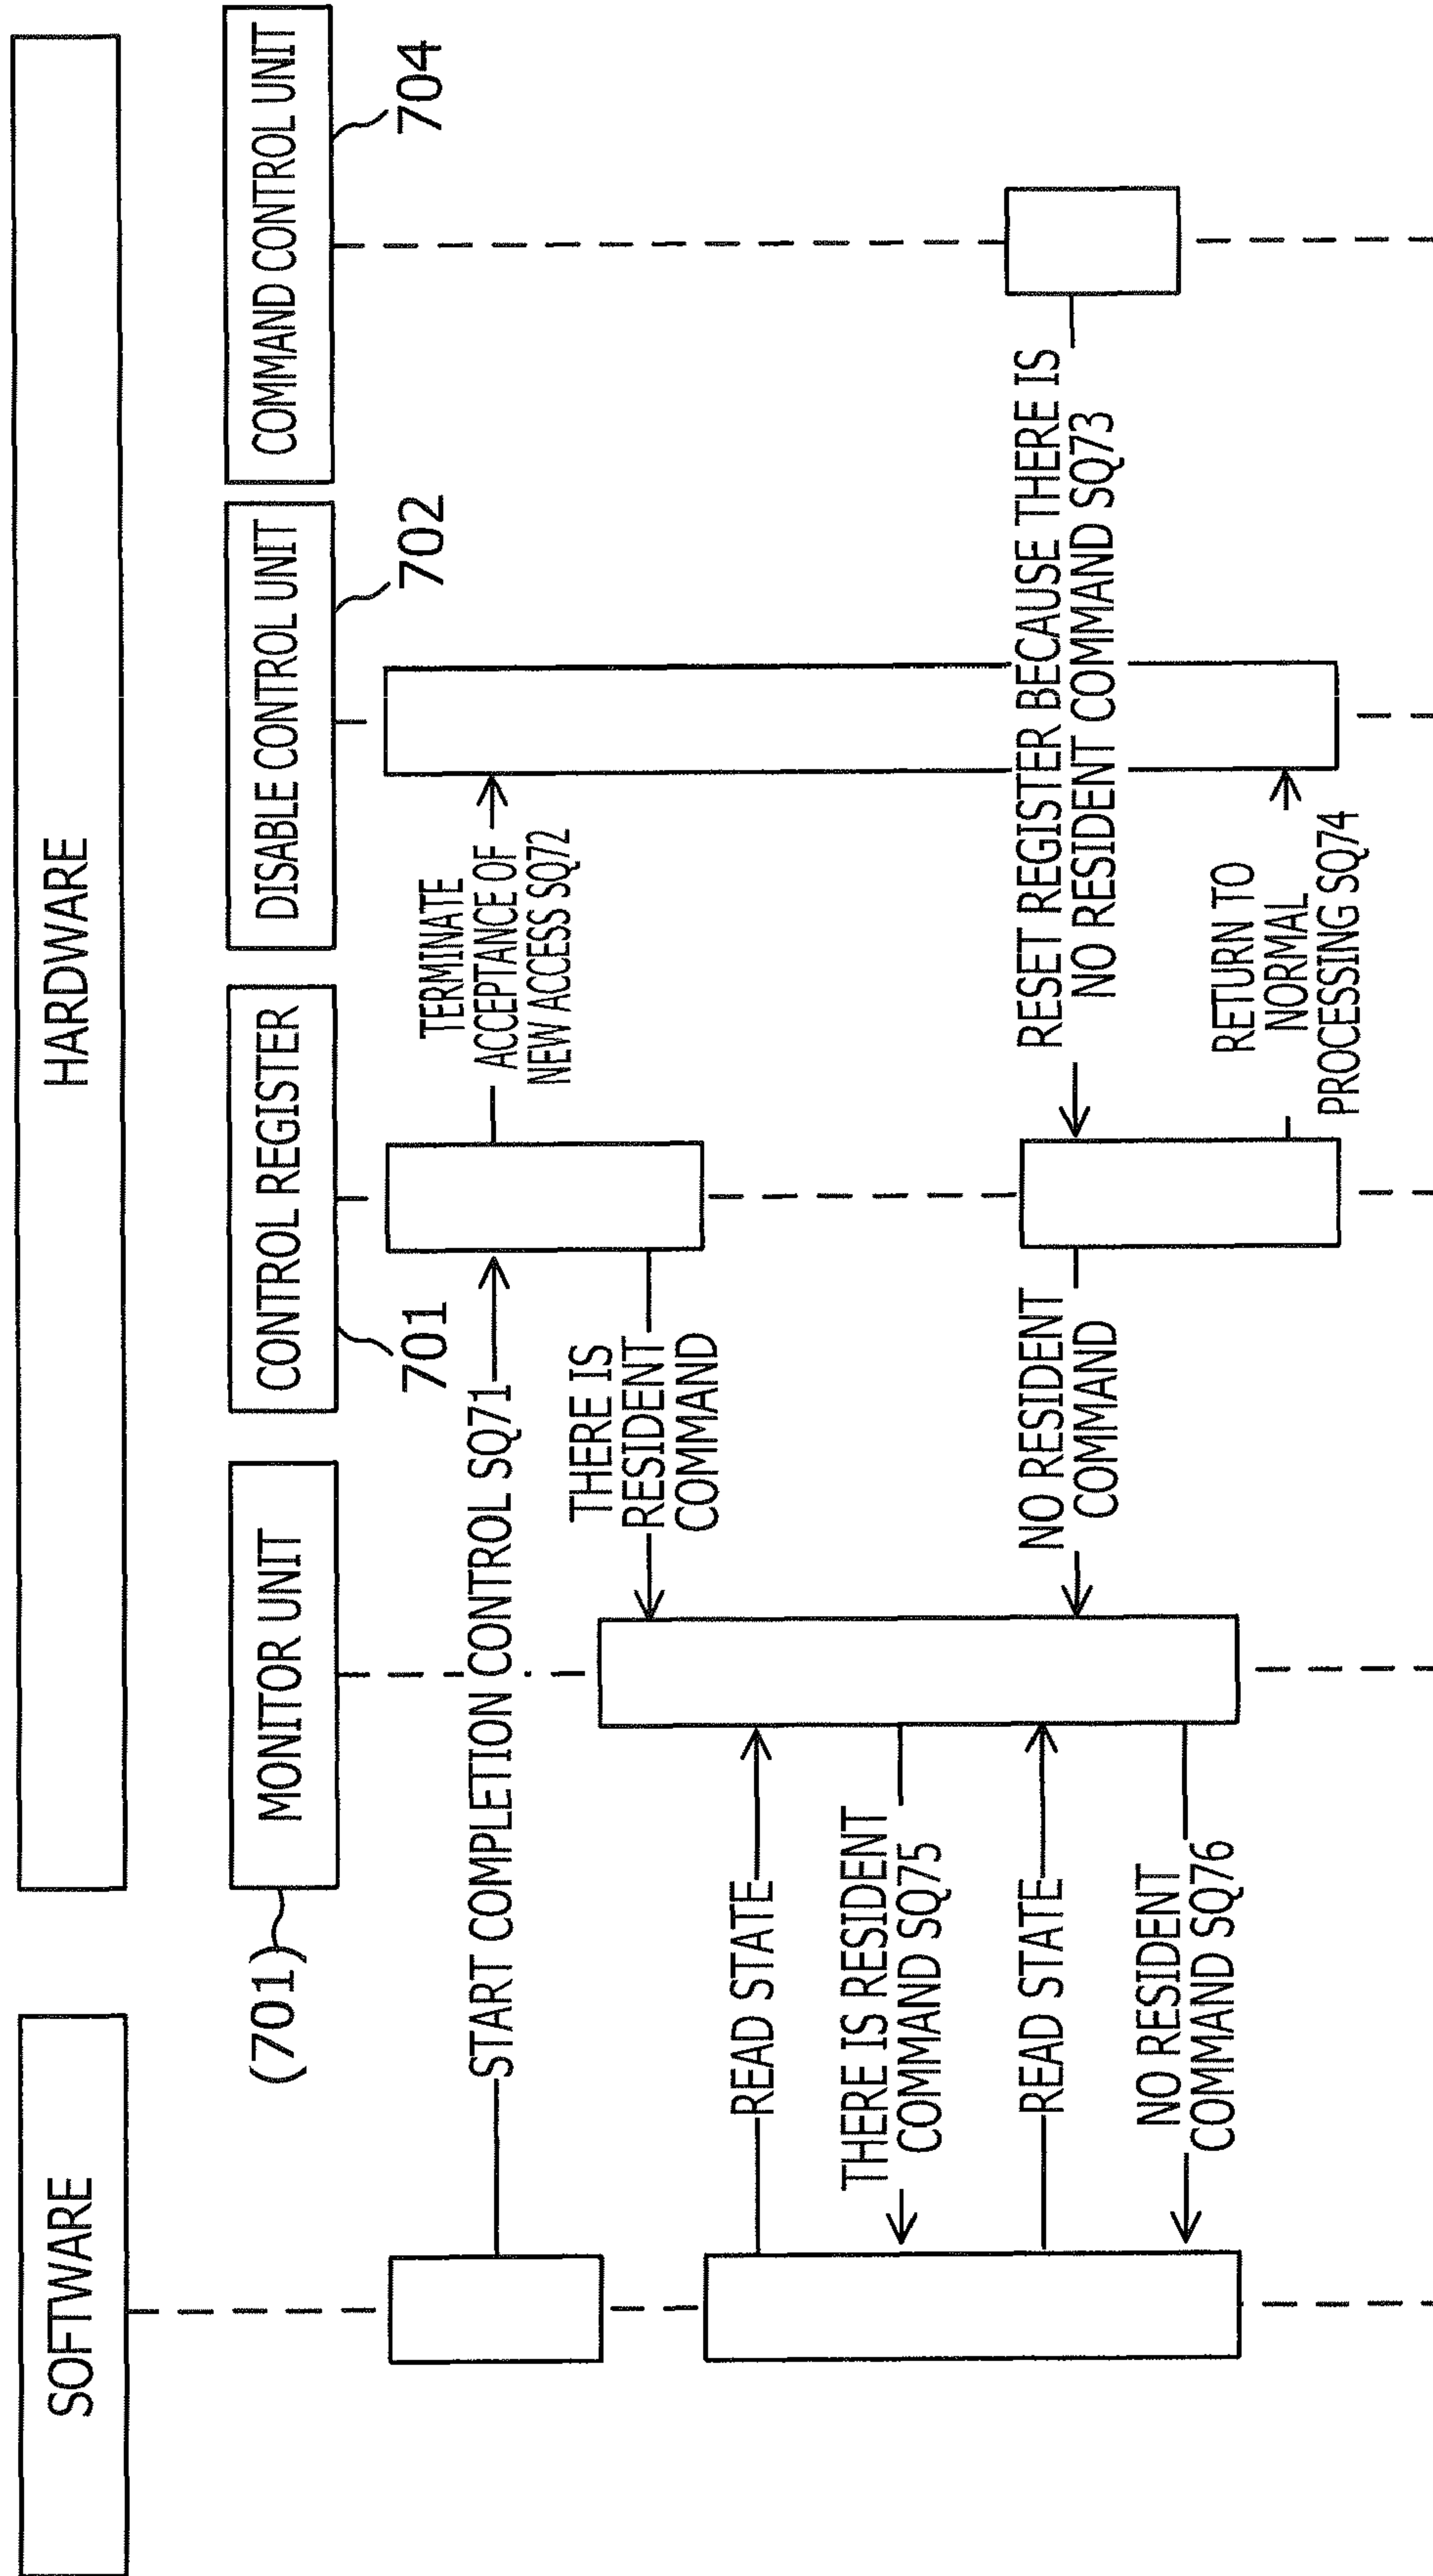 SOFTWARE
HARDWARE
(701)
MONITOR UNIT
CONTROL REGISTER
701
DISABLE CONTROL UNIT
702
COMMAND CONTROL UNIT
704
START COMPLETION CONTROL SQ71
TERMINATE
ACCEPTANCE OF
NEW ACCESS SQ72
THERE IS
RESIDENT
COMMAND
READ STATE
THERE IS RESIDENT
COMMAND SQ75
RESET REGISTER BECAUSE THERE IS
NO RESIDENT COMMAND SQ73
READ STATE
NO RESIDENT
COMMAND
NO RESIDENT
COMMAND SQ76
RETURN TO
NORMAL
PROCESSING SQ74